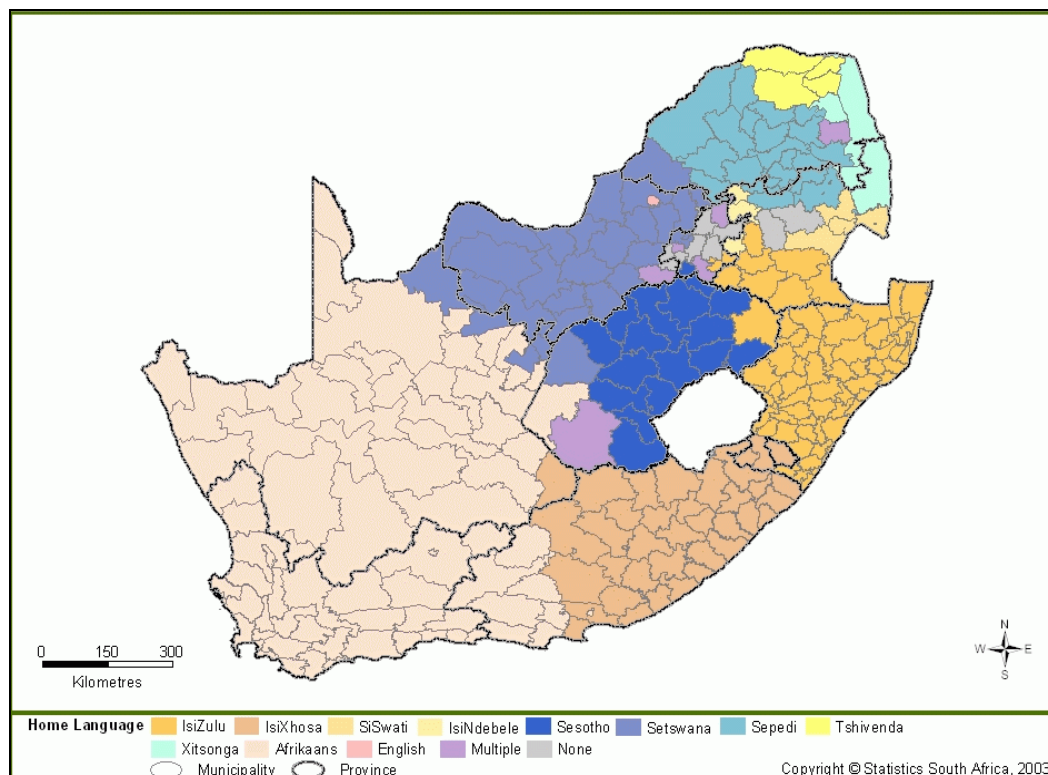 N
W E
S
0 150 300
Kilometres
Home Language IsiZulu IsiXhosa SiSwati IsiNdebele Sesotho Setswana Sepedi Tshivenda
Xitsonga Afrikaans English Multiple None
Municipality Province Copyright © Statistics South Africa, 2003